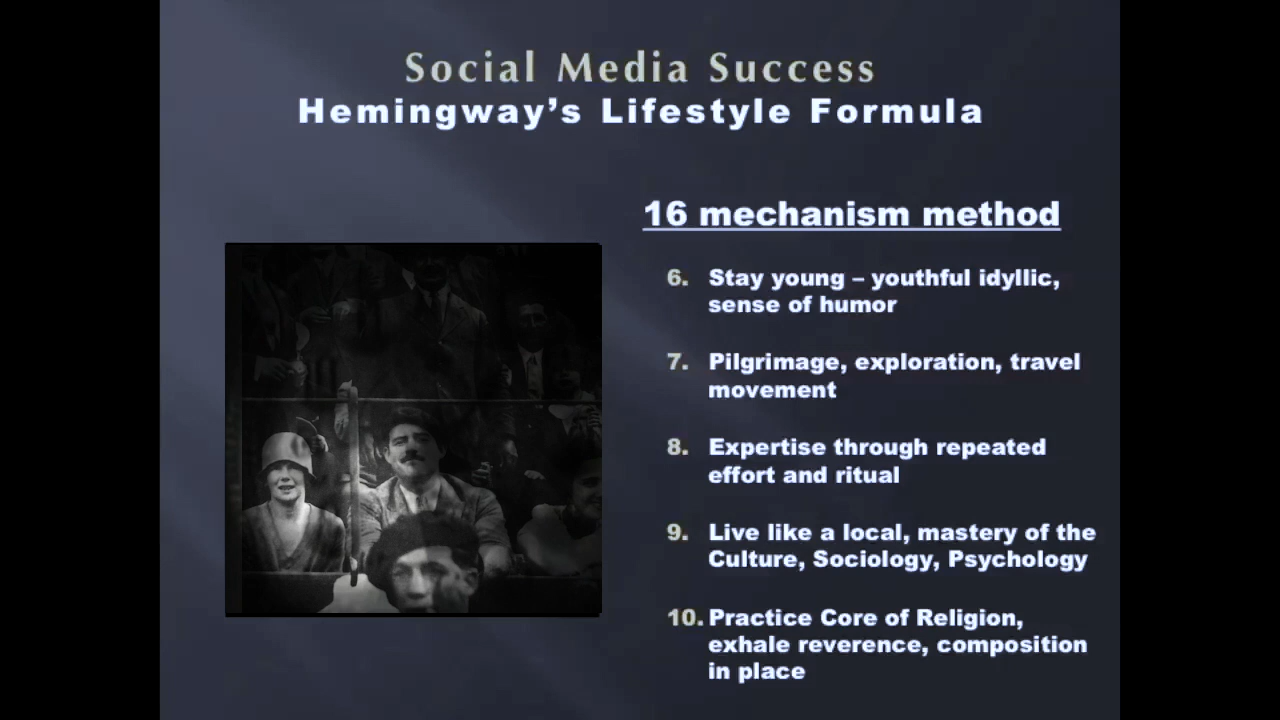 Social Media Success
Hemingway’s Lifestyle Formula
16 mechanism method
6. Stay young – youthful idyllic,
sense of humor
7. Pilgrimage, exploration, travel
movement
8. Expertise through repeated
effort and ritual
9. Live like a local, mastery of the
Culture, Sociology, Psychology
10. Practice Core of Religion,
exhale reverence, composition
in place